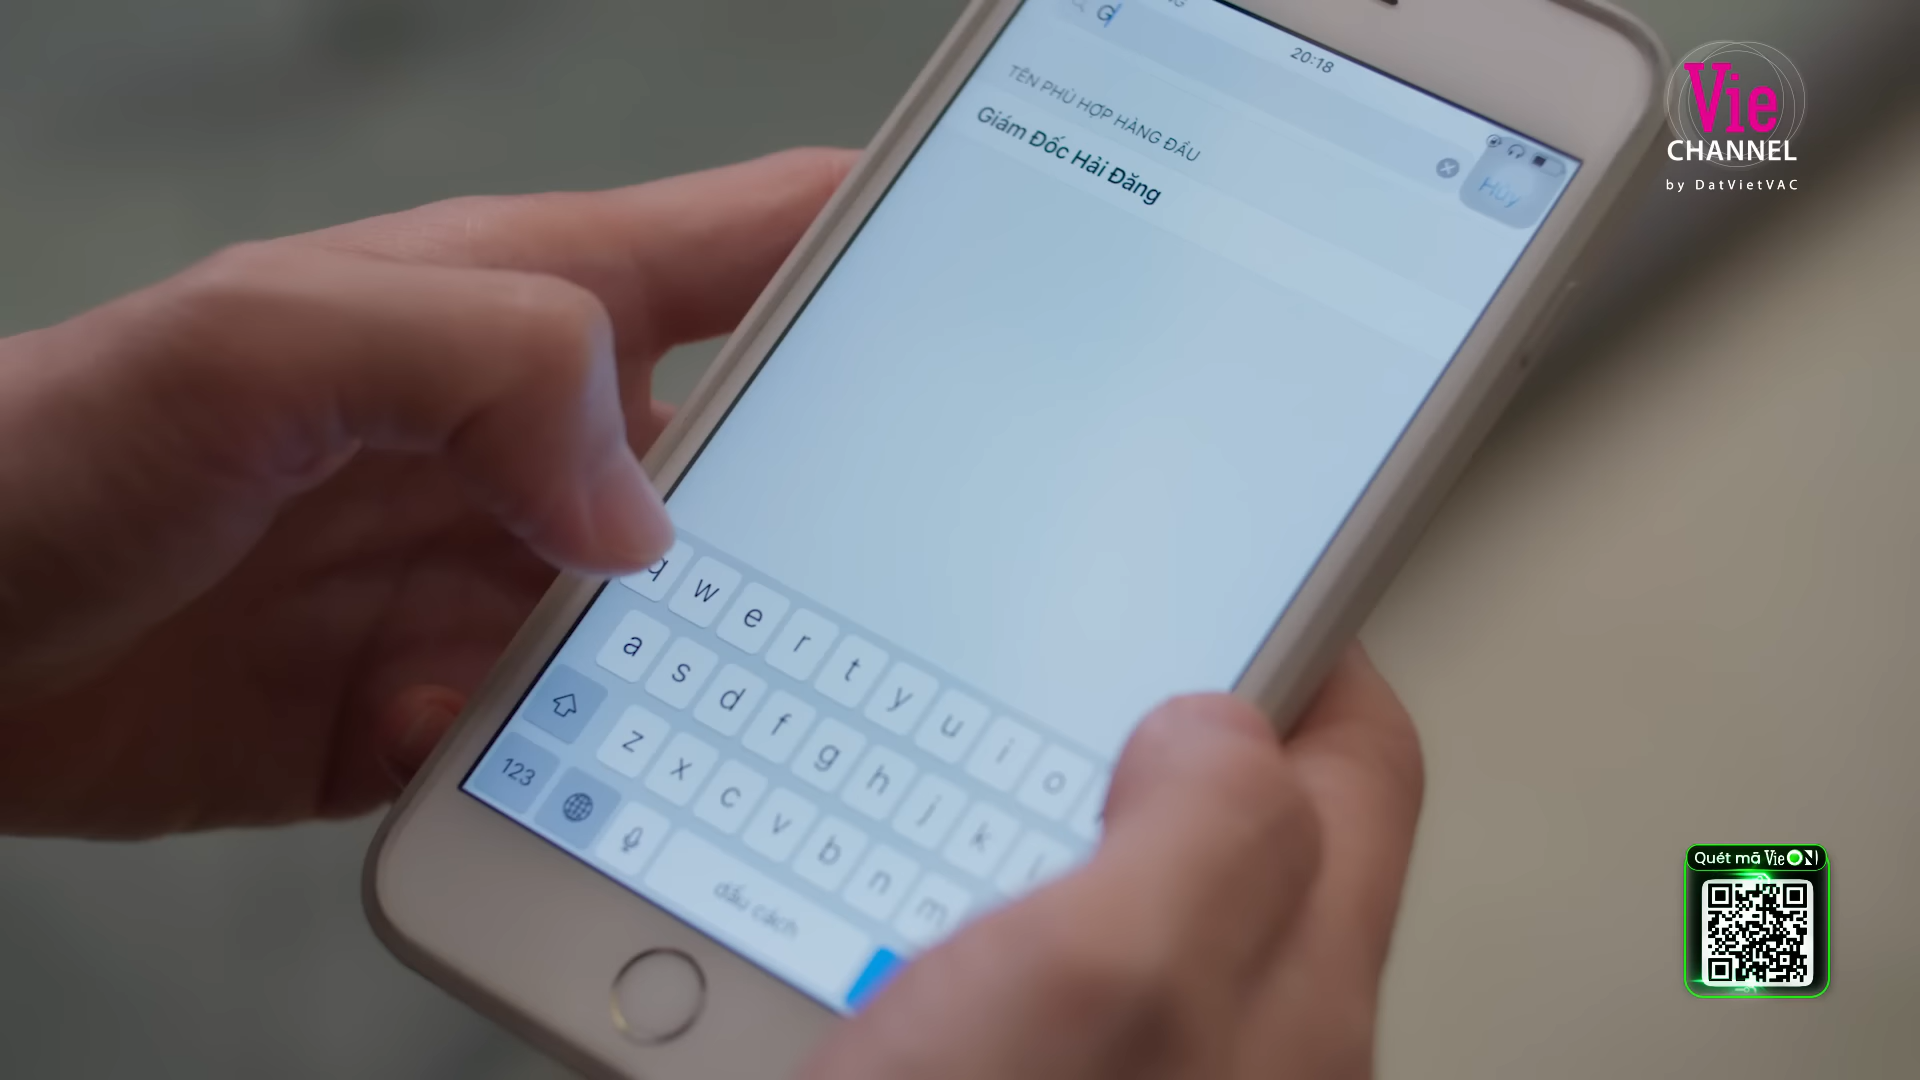 G
20:18
Hủy
TÊN PHÙ HỢP HÀNG ĐẦU
Giám Đốc Hải Đăng
q w e r t y u i o
a s d f g h j k l
z x c v b n m
123
dấu cách
Vie
CHANNEL
by DatVietVAC
Quét mã VieON